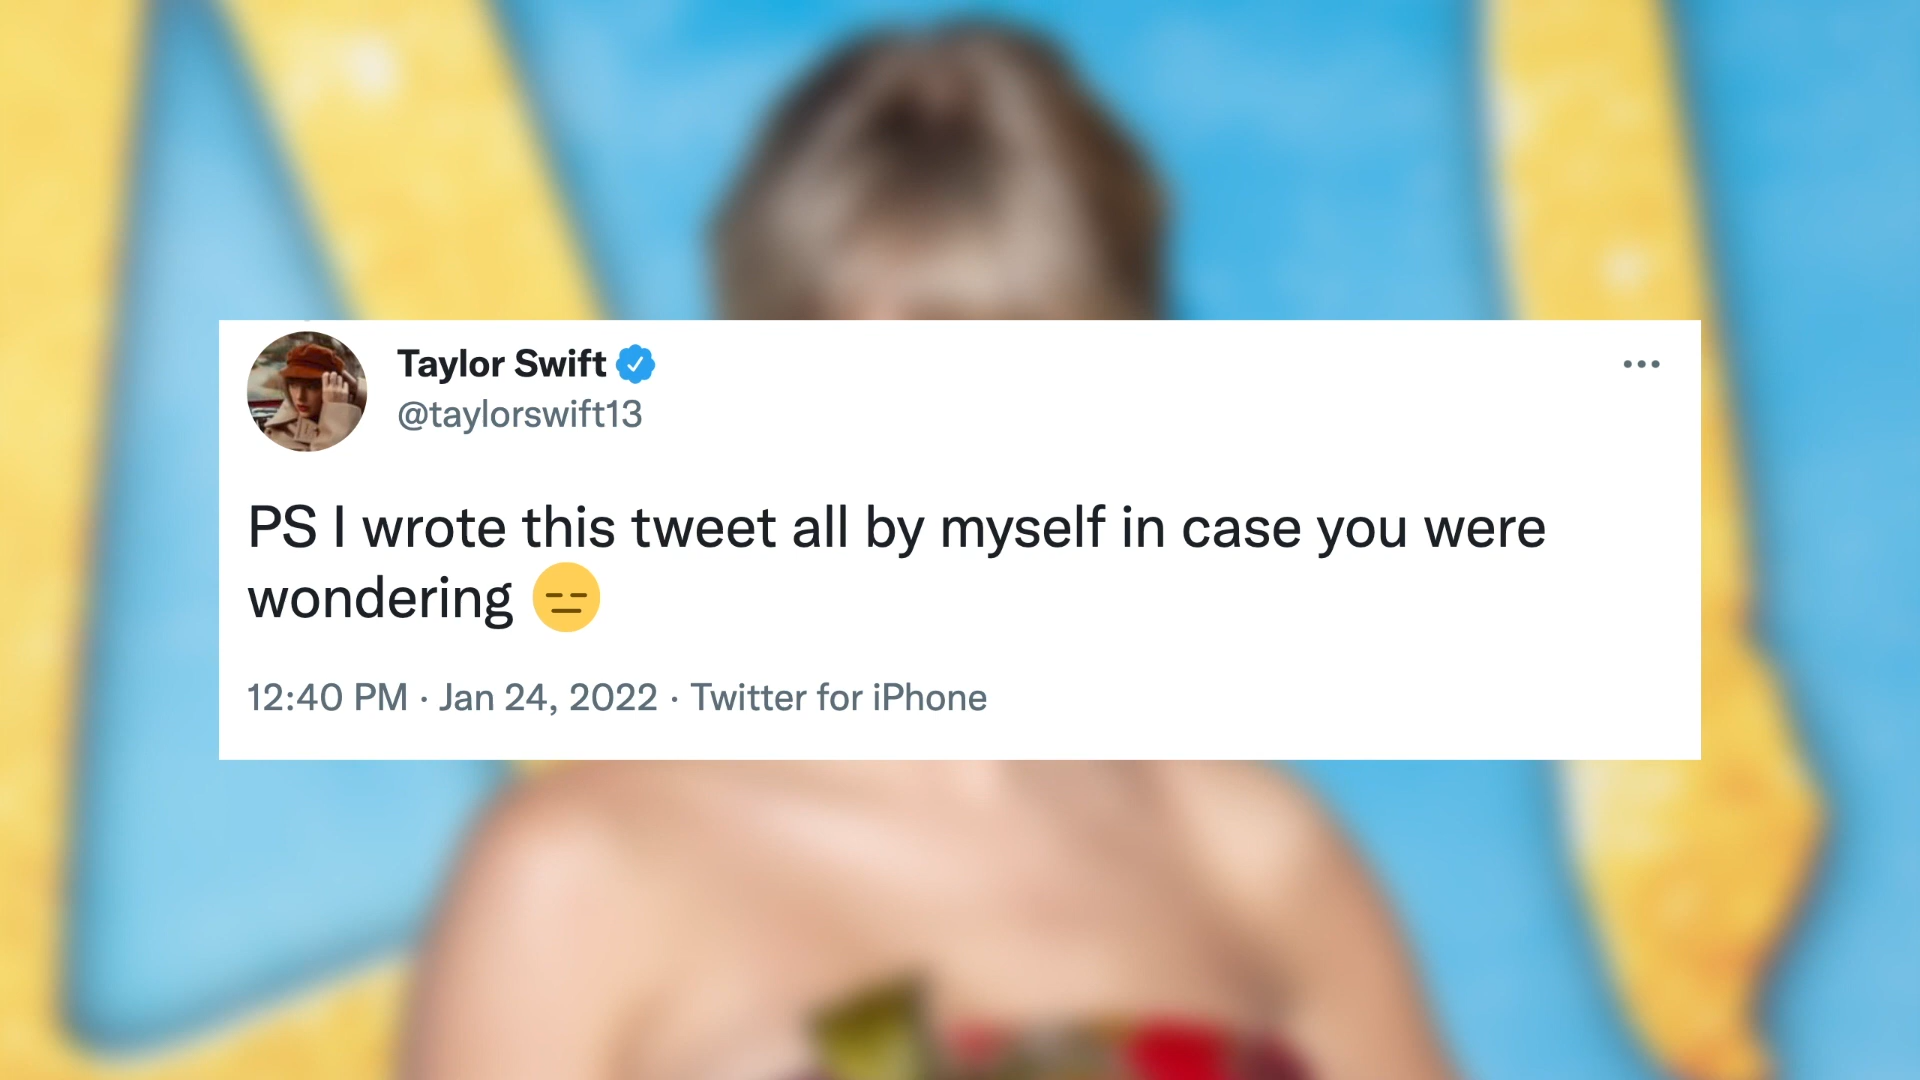 Taylor Swift
@taylorswift13
PS I wrote this tweet all by myself in case you were
wondering 😑
12:40 PM · Jan 24, 2022 · Twitter for iPhone